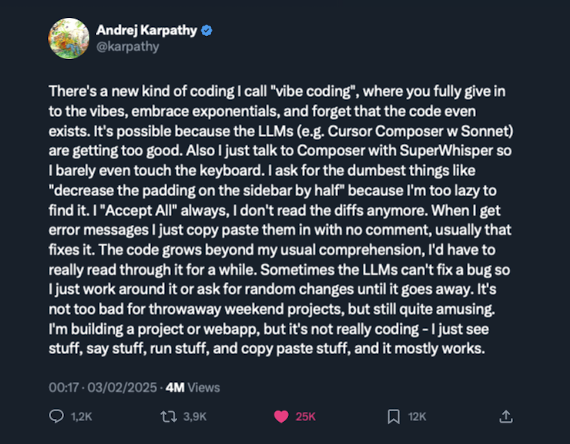 Andrej Karpathy
@karpathy
There's a new kind of coding I call "vibe coding", where you fully give in
to the vibes, embrace exponentials, and forget that the code even
exists. It's possible because the LLMs (e.g. Cursor Composer w Sonnet)
are getting too good. Also I just talk to Composer with SuperWhisper so
I barely even touch the keyboard. I ask for the dumbest things like
"decrease the padding on the sidebar by half" because I'm too lazy to
find it. I "Accept All" always, I don't read the diffs anymore. When I get
error messages I just copy paste them in with no comment, usually that
fixes it. The code grows beyond my usual comprehension, I'd have to
really read through it for a while. Sometimes the LLMs can't fix a bug so
I just work around it or ask for random changes until it goes away. It's
not too bad for throwaway weekend projects, but still quite amusing.
I'm building a project or webapp, but it's not really coding - I just see
stuff, say stuff, run stuff, and copy paste stuff, and it mostly works.
00:17 · 03/02/2025 · 4M Views
1,2K 3,9K 25K 12K